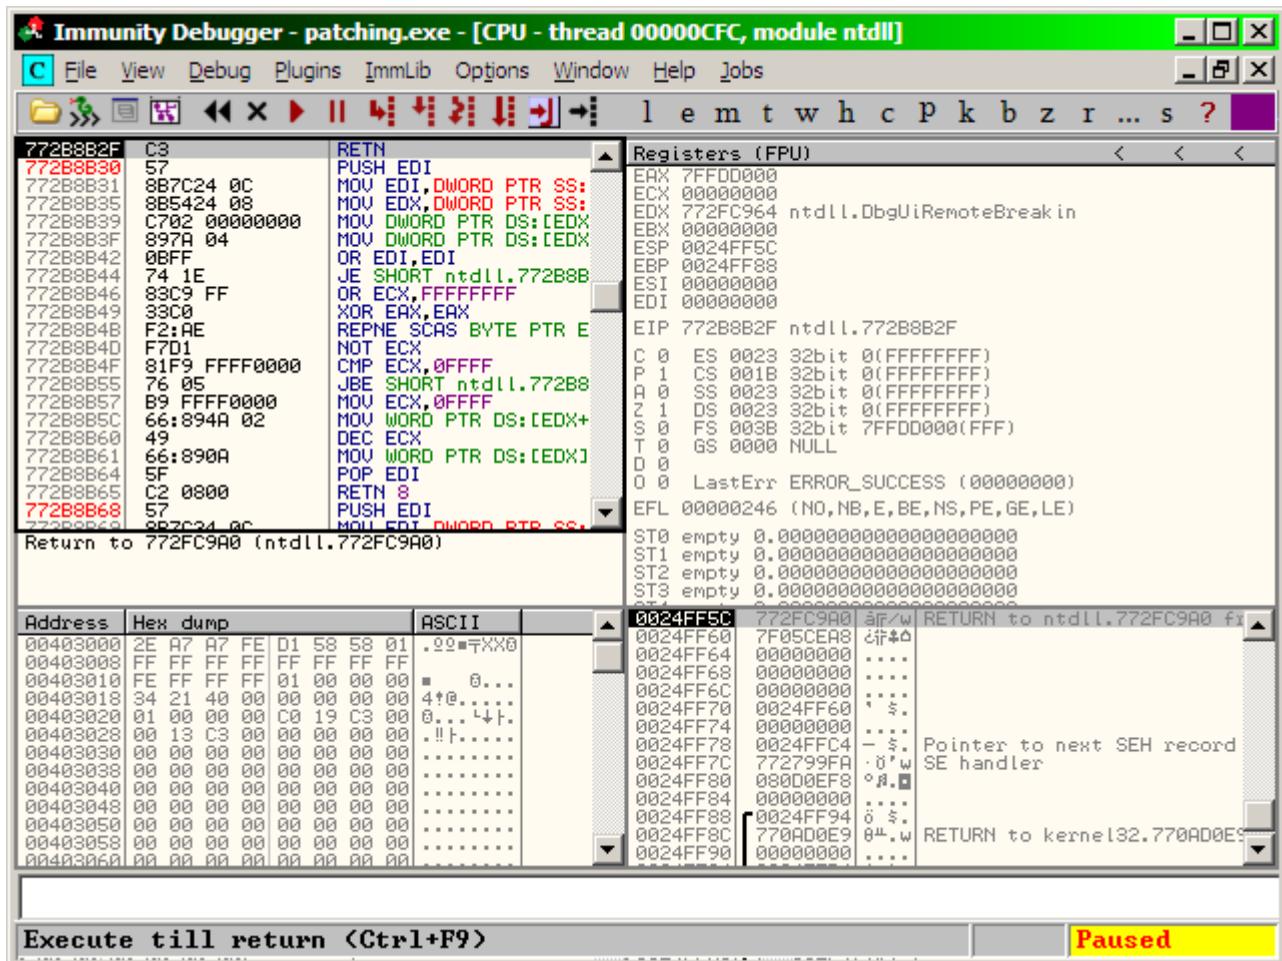 Immunity Debugger - patching.exe - [CPU - thread 00000CFC, module ntdll]
C File View Debug Plugins ImmLib Options Window Help Jobs
l e m t w h c P k b z r ... s ?
772B8B2F C3 RETN
772B8B30 57 PUSH EDI
772B8B31 8B7C24 0C MOV EDI,DWORD PTR SS:
772B8B35 8B5424 08 MOV EDX,DWORD PTR SS:
772B8B39 C702 00000000 MOV DWORD PTR DS:[EDX
772B8B3F 897A 04 MOV DWORD PTR DS:[EDX
772B8B42 0BFF OR EDI,EDI
772B8B44 74 1E JE SHORT ntdll.772B8B
772B8B46 83C9 FF OR ECX,FFFFFFFF
772B8B49 33C0 XOR EAX,EAX
772B8B4B F2:AE REPNE SCAS BYTE PTR E
772B8B4D F7D1 NOT ECX
772B8B4F 81F9 FFFF0000 CMP ECX,0FFFF
772B8B55 76 05 JBE SHORT ntdll.772B8
772B8B57 B9 FFFF0000 MOV ECX,0FFFF
772B8B5C 66:894A 02 MOV WORD PTR DS:[EDX+
772B8B60 49 DEC ECX
772B8B61 66:890A MOV WORD PTR DS:[EDX]
772B8B64 5F POP EDI
772B8B65 C2 0800 RETN 8
772B8B68 57 PUSH EDI
Return to 772FC9A0 (ntdll.772FC9A0)
Registers (FPU) < < <
EAX 7FFDD000
ECX 00000000
EDX 772FC964 ntdll.DbgUiRemoteBreakin
EBX 00000000
ESP 0024FF5C
EBP 0024FF88
ESI 00000000
EDI 00000000
EIP 772B8B2F ntdll.772B8B2F
C 0 ES 0023 32bit 0(FFFFFFFF)
P 1 CS 001B 32bit 0(FFFFFFFF)
A 0 SS 0023 32bit 0(FFFFFFFF)
Z 1 DS 0023 32bit 0(FFFFFFFF)
S 0 FS 003B 32bit 7FFDD000(FFF)
T 0 GS 0000 NULL
D 0
O 0 LastErr ERROR_SUCCESS (00000000)
EFL 00000246 (NO,NB,E,BE,NS,PE,GE,LE)
ST0 empty 0.00000000000000000000
ST1 empty 0.00000000000000000000
ST2 empty 0.00000000000000000000
ST3 empty 0.00000000000000000000
Address Hex dump ASCII
00403000 2E A7 A7 FE D1 58 58 01 .ºº■╤XX☺
00403008 FF FF FF FF FF FF FF FF
00403010 FE FF FF FF 01 00 00 00 ■ ☺...
00403018 34 21 40 00 00 00 00 00 4!@.....
00403020 01 00 00 00 C0 19 C3 00 ☺...└↓├.
00403028 00 13 C3 00 00 00 00 00 .‼├.....
00403030 00 00 00 00 00 00 00 00 ........
00403038 00 00 00 00 00 00 00 00 ........
00403040 00 00 00 00 00 00 00 00 ........
00403048 00 00 00 00 00 00 00 00 ........
00403050 00 00 00 00 00 00 00 00 ........
00403058 00 00 00 00 00 00 00 00 ........
00403060 00 00 00 00 00 00 00 00 ........
0024FF5C 772FC9A0 RETURN to ntdll.772FC9A0 fr
0024FF60 7F05CEA8
0024FF64 00000000 ....
0024FF68 00000000 ....
0024FF6C 00000000 ....
0024FF70 0024FF60 ` $.
0024FF74 00000000 ....
0024FF78 0024FFC4 ─ $. Pointer to next SEH record
0024FF7C 772799FA ·Ö'w SE handler
0024FF80 080D0EF8 °♫.◘
0024FF84 00000000 ....
0024FF88 0024FF94 ö $.
0024FF8C 770AD0E9 RETURN to kernel32.770AD0E9
0024FF90 00000000 ....
Execute till return (Ctrl+F9)
Paused